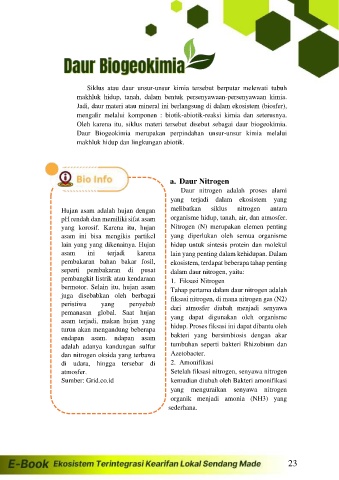 Daur Biogeokimia
Siklus atau daur unsur-unsur kimia tersebut berputar melewati tubuh
makhluk hidup, tanah, dalam bentuk persenyawaan-persenyawaan kimia.
Jadi, daur materi atau mineral ini berlangsung di dalam ekosistem (biosfer),
mengalir melalui komponen : biotik-abiotik-reaksi kimia dan seterusnya.
Oleh karena itu, siklus materi tersebut disebut sebagai daur biogeokimia.
Daur Biogeokimia merupakan perpindahan unsur-unsur kimia melalui
makhluk hidup dan lingkungan abiotik.
Bio Info
Hujan asam adalah hujan dengan
pH rendah dan memiliki sifat asam
yang korosif. Karena itu, hujan
asam ini bisa mengikis partikel
lain yang yang dikenainya. Hujan
asam ini terjadi karena
pembakaran bahan bakar fosil,
seperti pembakaran di pusat
pembangkit listrik atau kendaraan
bermotor. Selain itu, hujan asam
juga disebabkan oleh berbagai
peristiwa yang penyebab
pemanasan global. Saat hujan
asam terjadi, makan hujan yang
turun akan mengandung beberapa
endapan asam. ndapan asam
adalah adanya kandungan sulfur
dan nitrogen oksida yang terbawa
di udara, hingga tersebar di
atmosfer.
Sumber: Grid.co.id
a. Daur Nitrogen
Daur nitrogen adalah proses alami
yang terjadi dalam ekosistem yang
melibatkan siklus nitrogen antara
organisme hidup, tanah, air, dan atmosfer.
Nitrogen (N) merupakan elemen penting
yang diperlukan oleh semua organisme
hidup untuk sintesis protein dan molekul
lain yang penting dalam kehidupan. Dalam
ekosistem, terdapat beberapa tahap penting
dalam daur nitrogen, yaitu:
1. Fiksasi Nitrogen
Tahap pertama dalam daur nitrogen adalah
fiksasi nitrogen, di mana nitrogen gas (N2)
dari atmosfer diubah menjadi senyawa
yang dapat digunakan oleh organisme
hidup. Proses fiksasi ini dapat dibantu oleh
bakteri yang bersimbiosis dengan akar
tumbuhan seperti bakteri Rhizobium dan
Azotobacter.
2. Amonifikasi
Setelah fiksasi nitrogen, senyawa nitrogen
kemudian diubah oleh Bakteri amonifikasi
yang menguraikan senyawa nitrogen
organik menjadi amonia (NH3) yang
sederhana.
E-Book Ekosistem Terintegrasi Kearifan Lokal Sendang Made 23